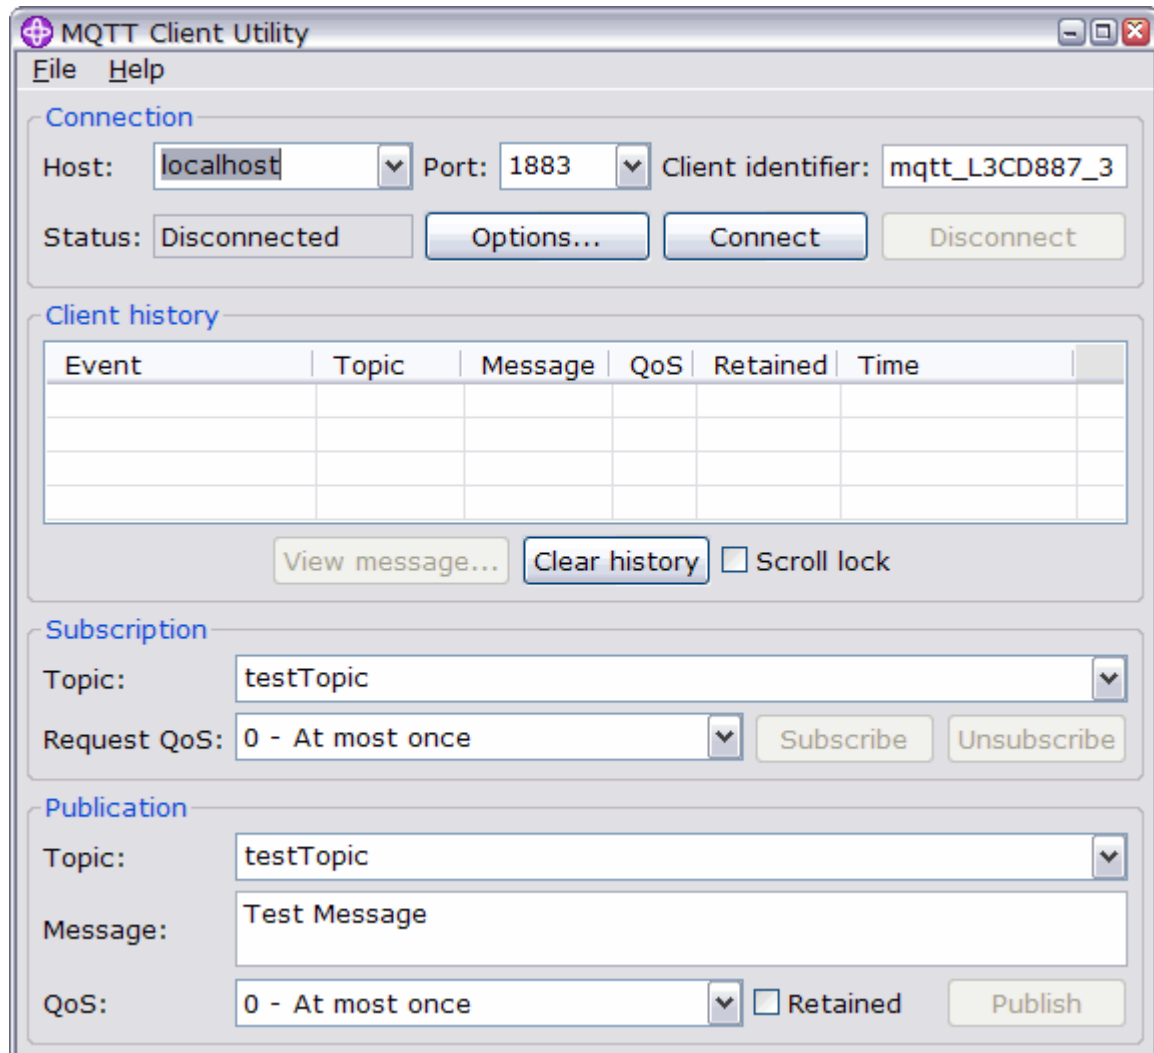 MQTT Client Utility
File Help
Connection
Host: localhost Port: 1883 Client identifier: mqtt_L3CD887_3
Status: Disconnected Options... Connect Disconnect
Client history
Event Topic Message QoS Retained Time
View message... Clear history Scroll lock
Subscription
Topic: testTopic
Request QoS: 0 - At most once Subscribe Unsubscribe
Publication
Topic: testTopic
Message: Test Message
QoS: 0 - At most once Retained Publish